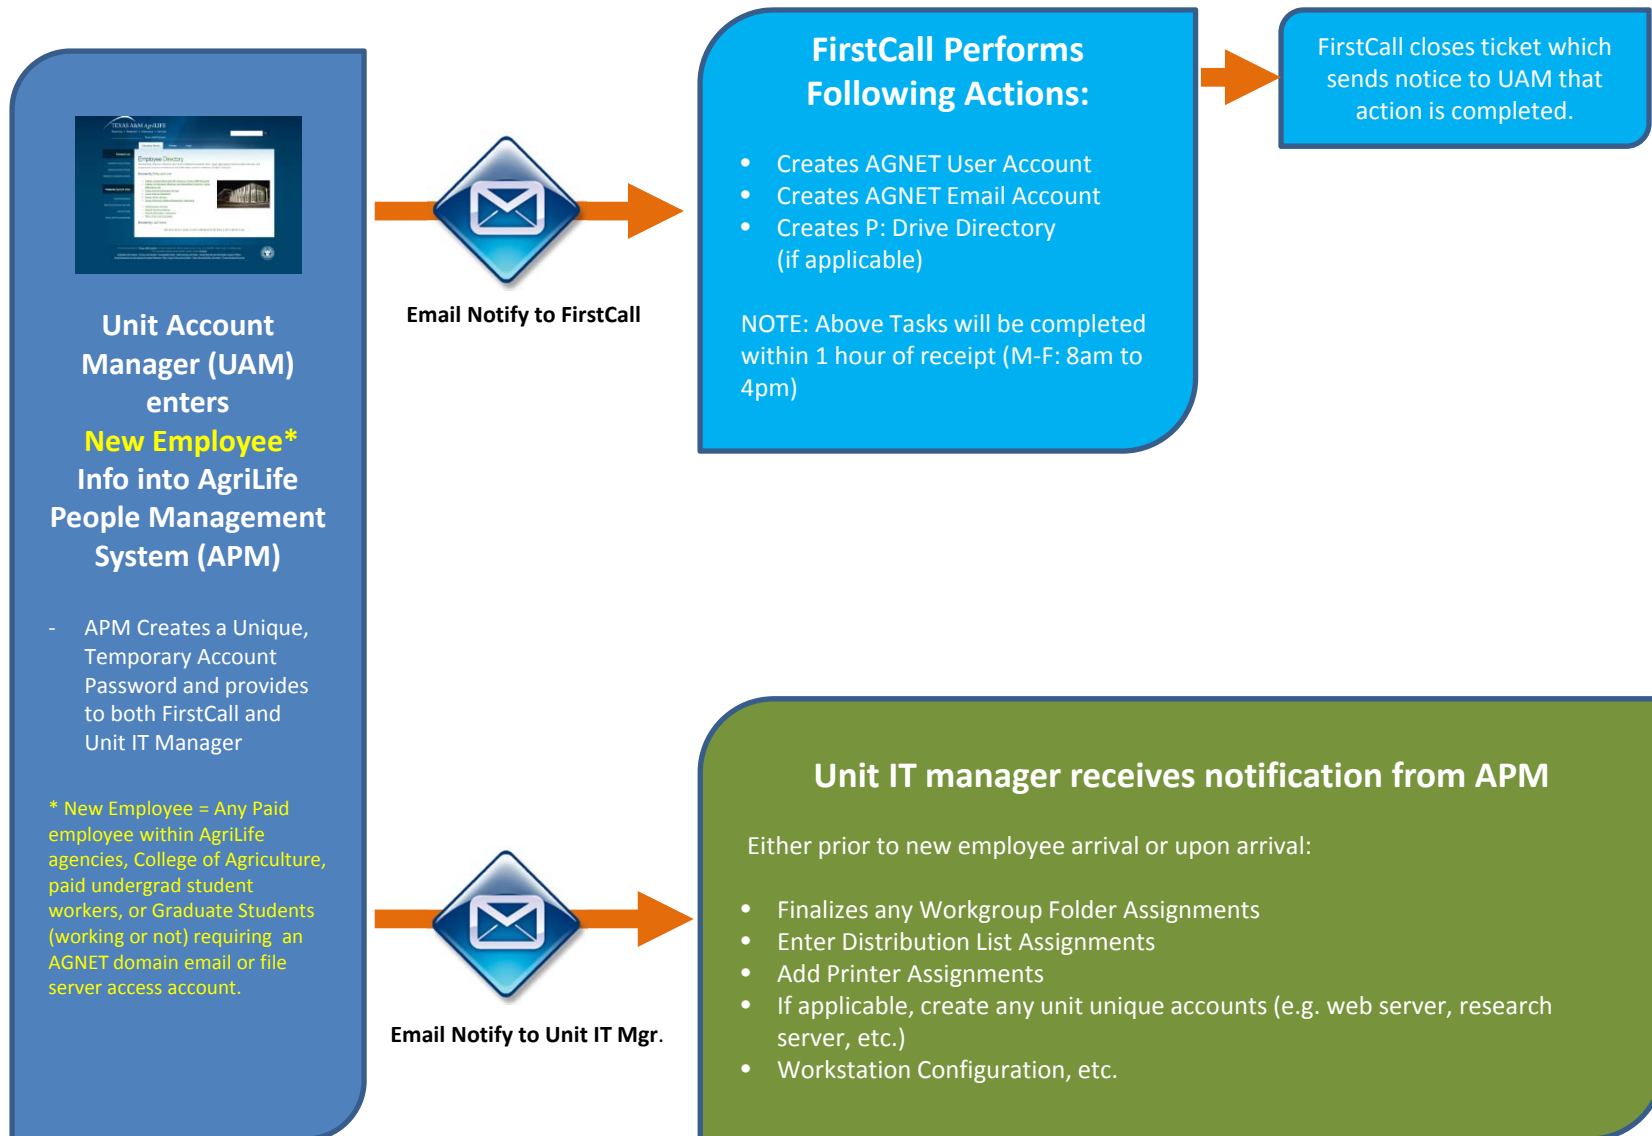 TEXAS A&M AgriLIFE
Employee Directory
Unit Account
Manager (UAM)
enters
New Employee*
Info into AgriLife
People Management
System (APM)
- APM Creates a Unique,
Temporary Account
Password and provides
to both FirstCall and
Unit IT Manager
* New Employee = Any Paid
employee within AgriLife
agencies, College of Agriculture,
paid undergrad student
workers, or Graduate Students
(working or not) requiring an
AGNET domain email or file
server access account.
Email Notify to FirstCall
FirstCall Performs
Following Actions:
• Creates AGNET User Account
• Creates AGNET Email Account
• Creates P: Drive Directory
(if applicable)
NOTE: Above Tasks will be completed
within 1 hour of receipt (M-F: 8am to
4pm)
FirstCall closes ticket which
sends notice to UAM that
action is completed.
Email Notify to Unit IT Mgr.
Unit IT manager receives notification from APM
Either prior to new employee arrival or upon arrival:
• Finalizes any Workgroup Folder Assignments
• Enter Distribution List Assignments
• Add Printer Assignments
• If applicable, create any unit unique accounts (e.g. web server, research
server, etc.)
• Workstation Configuration, etc.